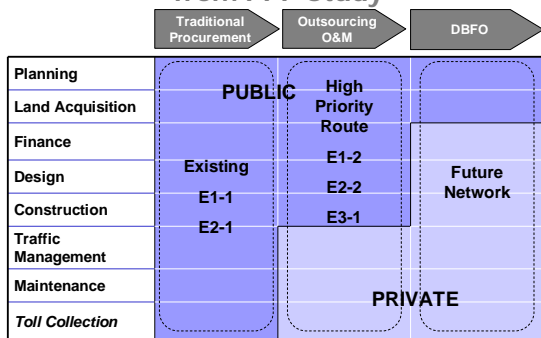 Traditional
Procurement
Outsourcing
O&M
DBFO
Planning
Land Acquisition
Finance
Design
Construction
Traffic
Management
Maintenance
Toll Collection
PUBLIC
Existing
E1-1
E2-1
High
Priority
Route
E1-2
E2-2
E3-1
Future
Network
PRIVATE